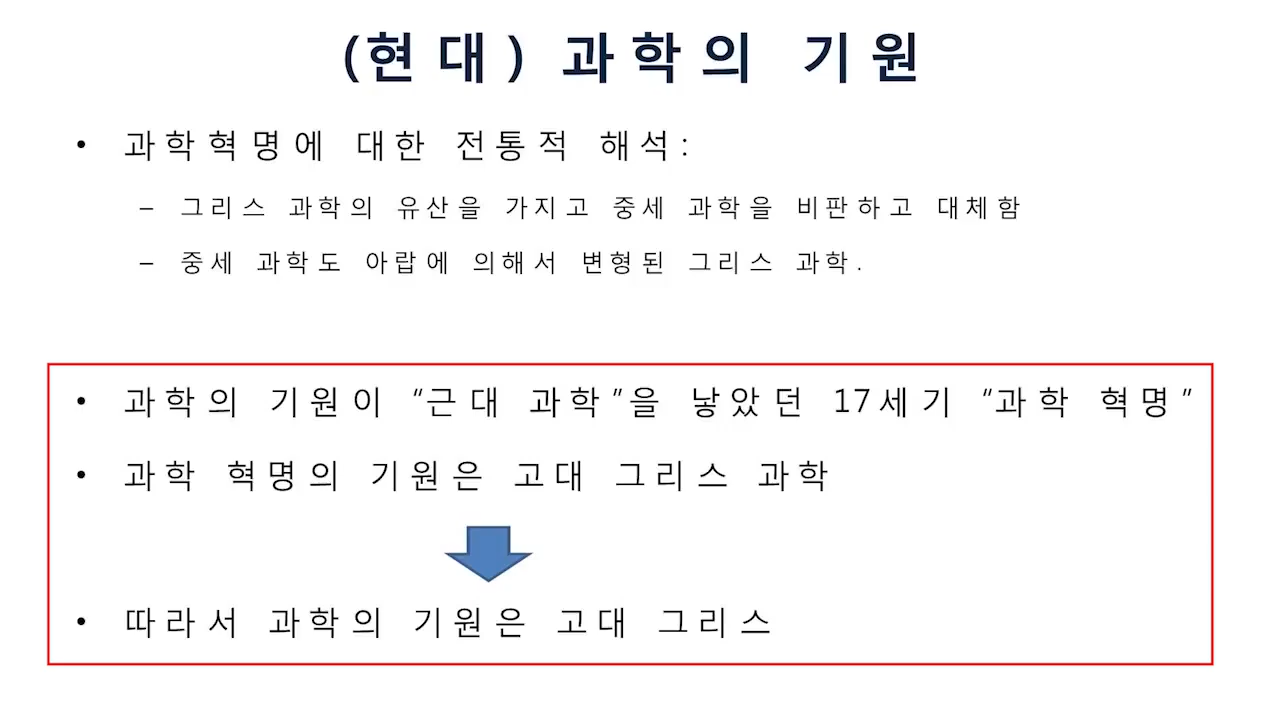 (현대) 과학의 기원
• 과학혁명에 대한 전통적 해석:
– 그리스 과학의 유산을 가지고 중세 과학을 비판하고 대체함
– 중세 과학도 아랍에 의해서 변형된 그리스 과학.
• 과학의 기원이 “근대 과학”을 낳았던 17세기 “과학 혁명”
• 과학 혁명의 기원은 고대 그리스 과학
• 따라서 과학의 기원은 고대 그리스